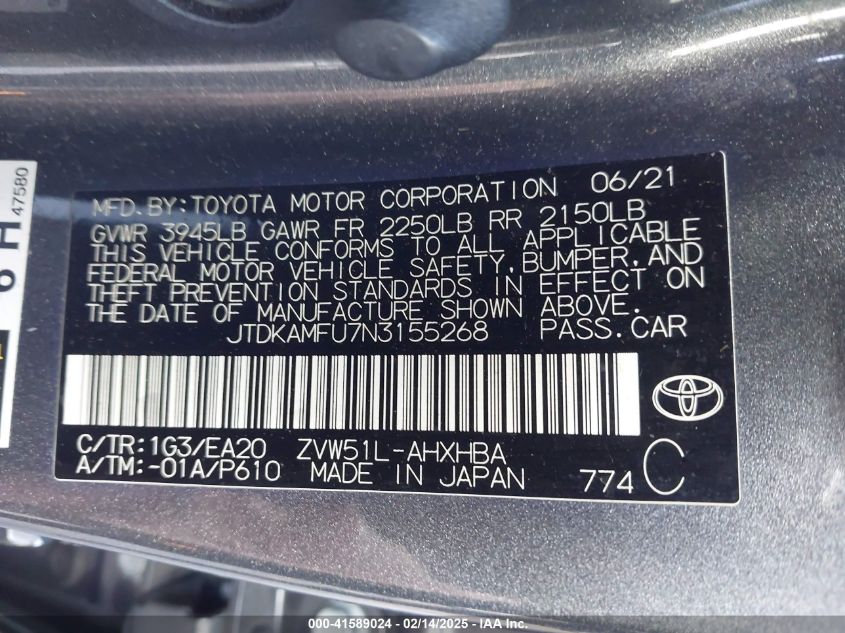 MFD. BY: TOYOTA MOTOR CORPORATION 06/21
GVWR 3945LB GAWR FR 2250LB RR 2150LB
THIS VEHICLE CONFORMS TO ALL APPLICABLE
FEDERAL MOTOR VEHICLE SAFETY, BUMPER, AND
THEFT PREVENTION STANDARDS IN EFFECT ON
THE DATE OF MANUFACTURE SHOWN ABOVE.
JTDKAMFU7N3155268 PASS. CAR
C/TR: 1G3/EA20 ZVW51L-AHXHBA
A/TM: -01A/P610 MADE IN JAPAN 774 C
47580
000-41589024 - 02/14/2025 - IAAI.com